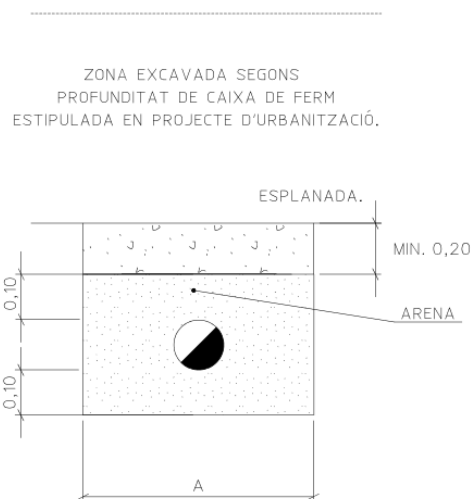 ZONA EXCAVADA SEGONS
PROFUNDITAT DE CAIXA DE FERM
ESTIPULADA EN PROJECTE D'URBANITZACIÓ.
ESPLANADA.
MIN. 0,20
0,10
ARENA
0,10
A